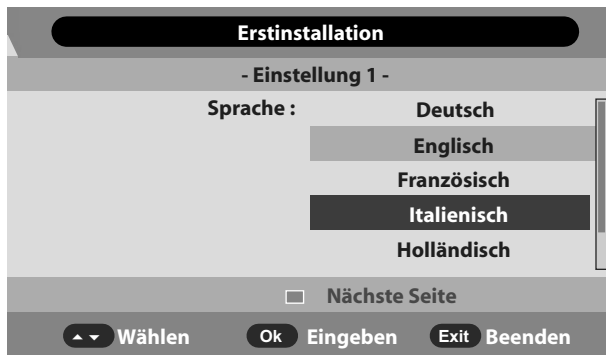 Erstinstallation
- Einstellung 1 -
Sprache : Deutsch
Englisch
Französisch
Italienisch
Holländisch
Nächste Seite
Wählen Ok Eingeben Exit Beenden